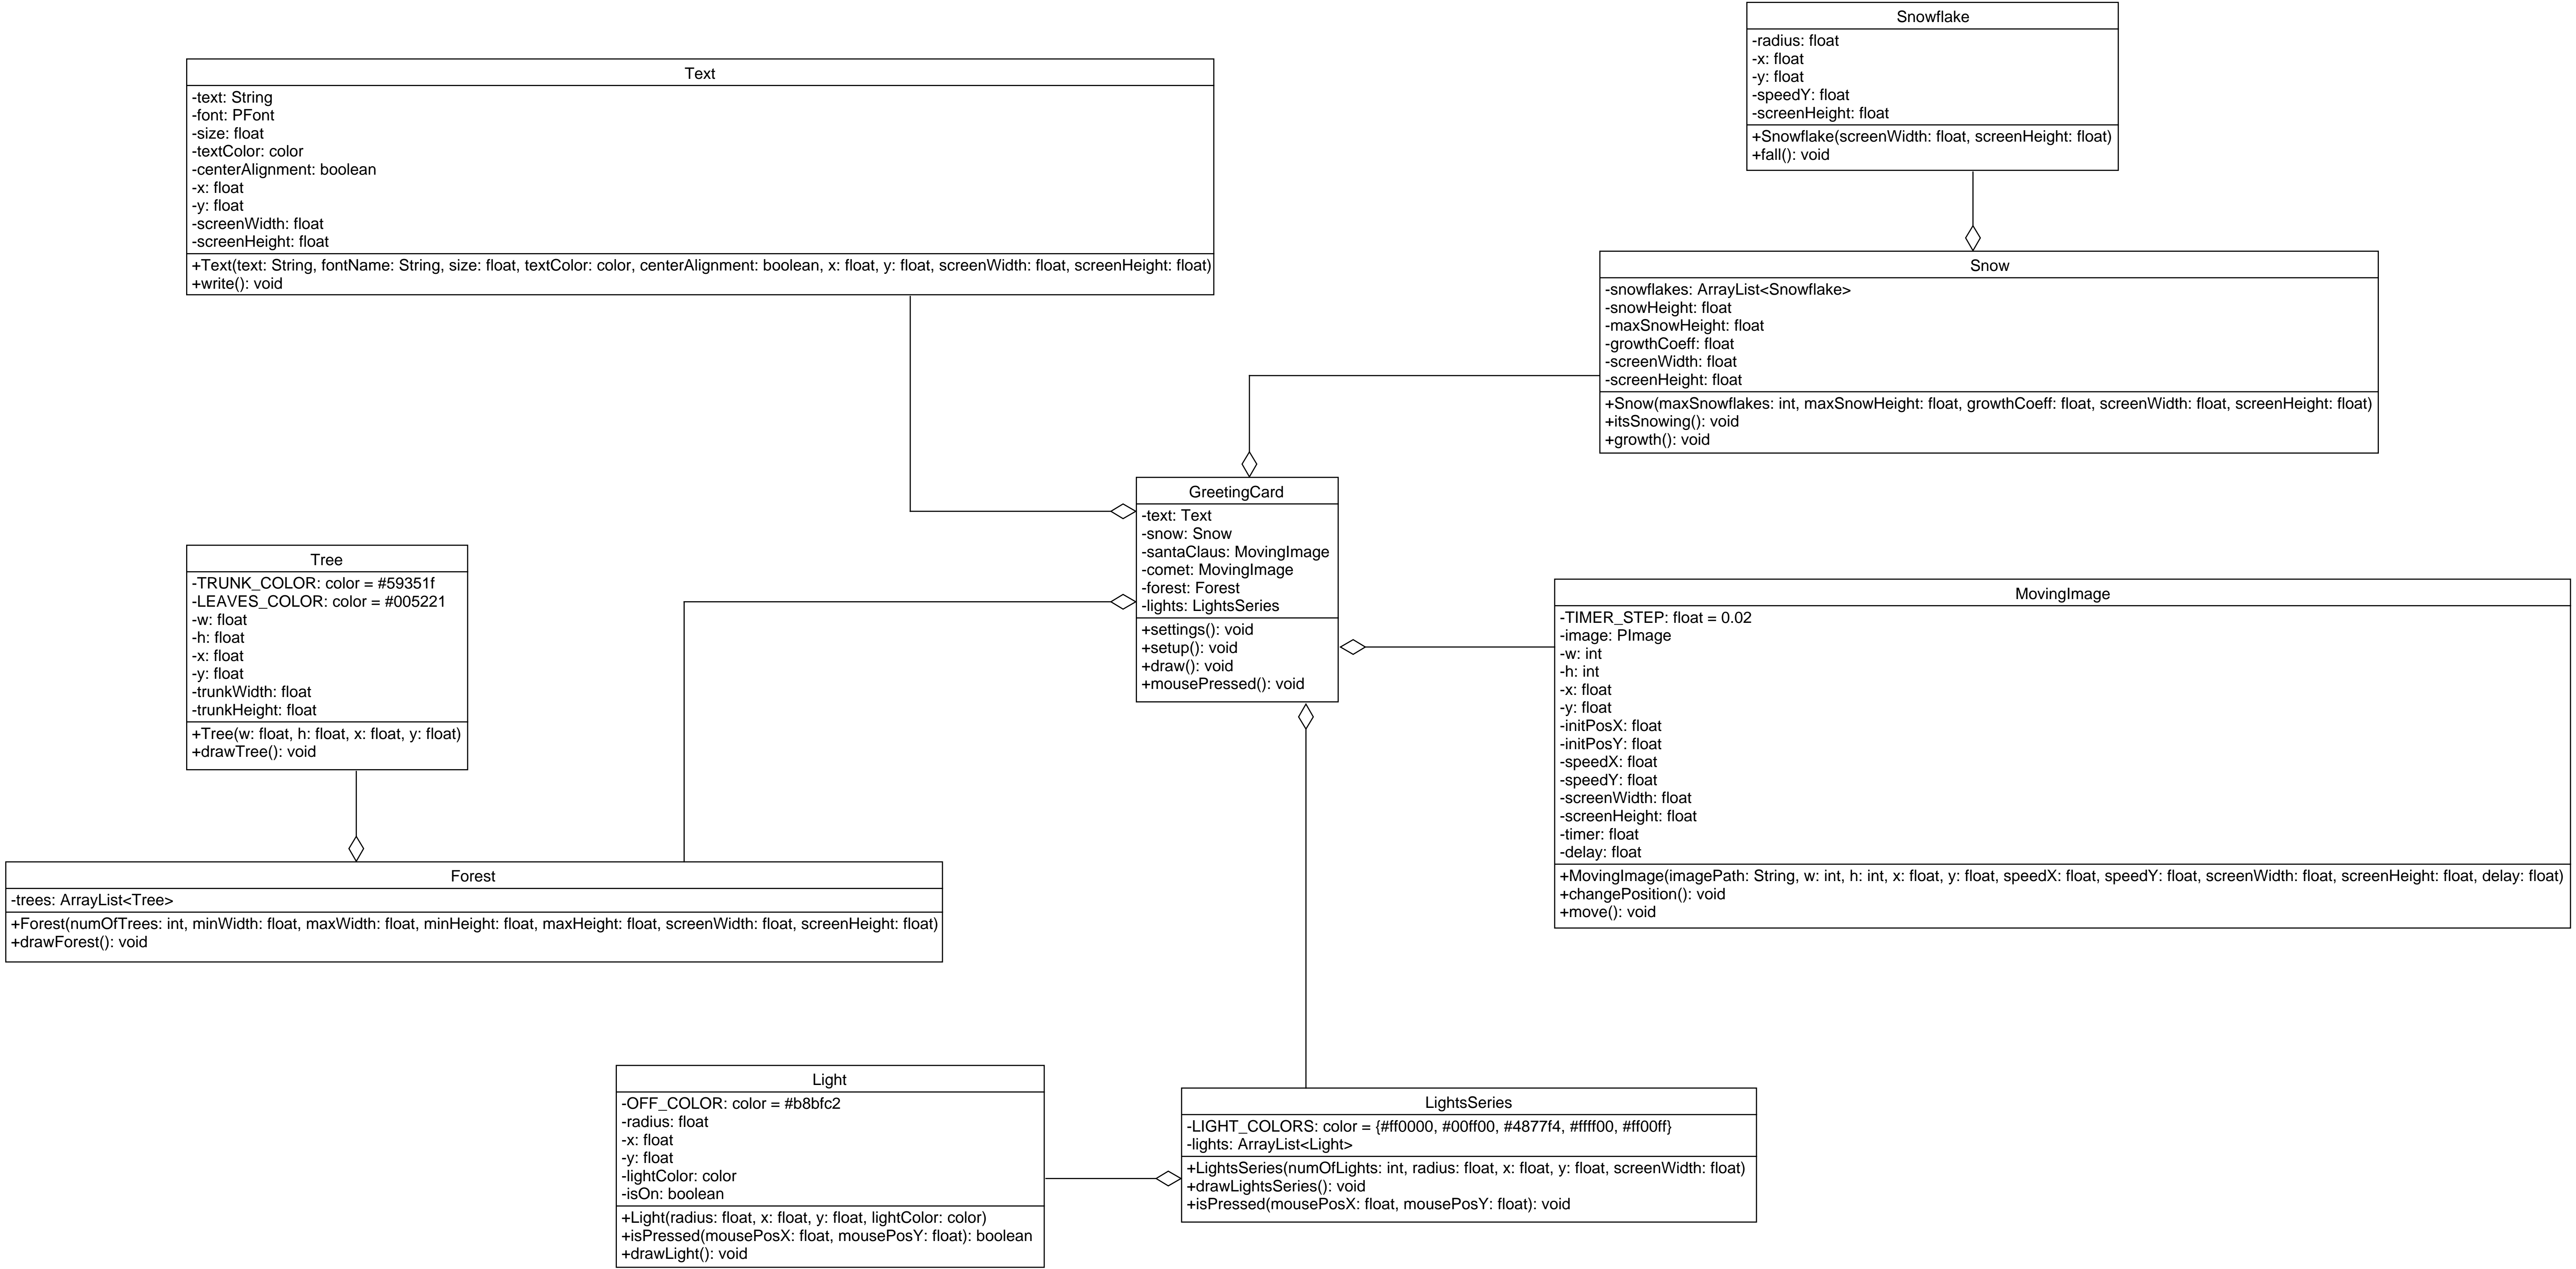 Snowflake
-radius: float
-x: float
-y: float
-speedY: float
-screenHeight: float
+Snowflake(screenWidth: float, screenHeight: float)
+fall(): void
Text
-text: String
-font: PFont
-size: float
-textColor: color
-centerAlignment: boolean
-x: float
-y: float
-screenWidth: float
-screenHeight: float
+Text(text: String, fontName: String, size: float, textColor: color, centerAlignment: boolean, x: float, y: float, screenWidth: float, screenHeight: float)
+write(): void
Snow
-snowflakes: ArrayList<Snowflake>
-snowHeight: float
-maxSnowHeight: float
-growthCoeff: float
-screenWidth: float
-screenHeight: float
+Snow(maxSnowflakes: int, maxSnowHeight: float, growthCoeff: float, screenWidth: float, screenHeight: float)
+itsSnowing(): void
+growth(): void
GreetingCard
-text: Text
-snow: Snow
-santaClaus: MovingImage
-comet: MovingImage
-forest: Forest
-lights: LightsSeries
+settings(): void
+setup(): void
+draw(): void
+mousePressed(): void
Tree
-TRUNK_COLOR: color = #59351f
-LEAVES_COLOR: color = #005221
-w: float
-h: float
-x: float
-y: float
-trunkWidth: float
-trunkHeight: float
+Tree(w: float, h: float, x: float, y: float)
+drawTree(): void
MovingImage
-TIMER_STEP: float = 0.02
-image: PImage
-w: int
-h: int
-x: float
-y: float
-initPosX: float
-initPosY: float
-speedX: float
-speedY: float
-screenWidth: float
-screenHeight: float
-timer: float
-delay: float
+MovingImage(imagePath: String, w: int, h: int, x: float, y: float, speedX: float, speedY: float, screenWidth: float, screenHeight: float, delay: float)
+changePosition(): void
+move(): void
Forest
-trees: ArrayList<Tree>
+Forest(numOfTrees: int, minWidth: float, maxWidth: float, minHeight: float, maxHeight: float, screenWidth: float, screenHeight: float)
+drawForest(): void
Light
-OFF_COLOR: color = #b8bfc2
-radius: float
-x: float
-y: float
-lightColor: color
-isOn: boolean
+Light(radius: float, x: float, y: float, lightColor: color)
+isPressed(mousePosX: float, mousePosY: float): boolean
+drawLight(): void
LightsSeries
-LIGHT_COLORS: color = {#ff0000, #00ff00, #4877f4, #ffff00, #ff00ff}
-lights: ArrayList<Light>
+LightsSeries(numOfLights: int, radius: float, x: float, y: float, screenWidth: float)
+drawLightsSeries(): void
+isPressed(mousePosX: float, mousePosY: float): void